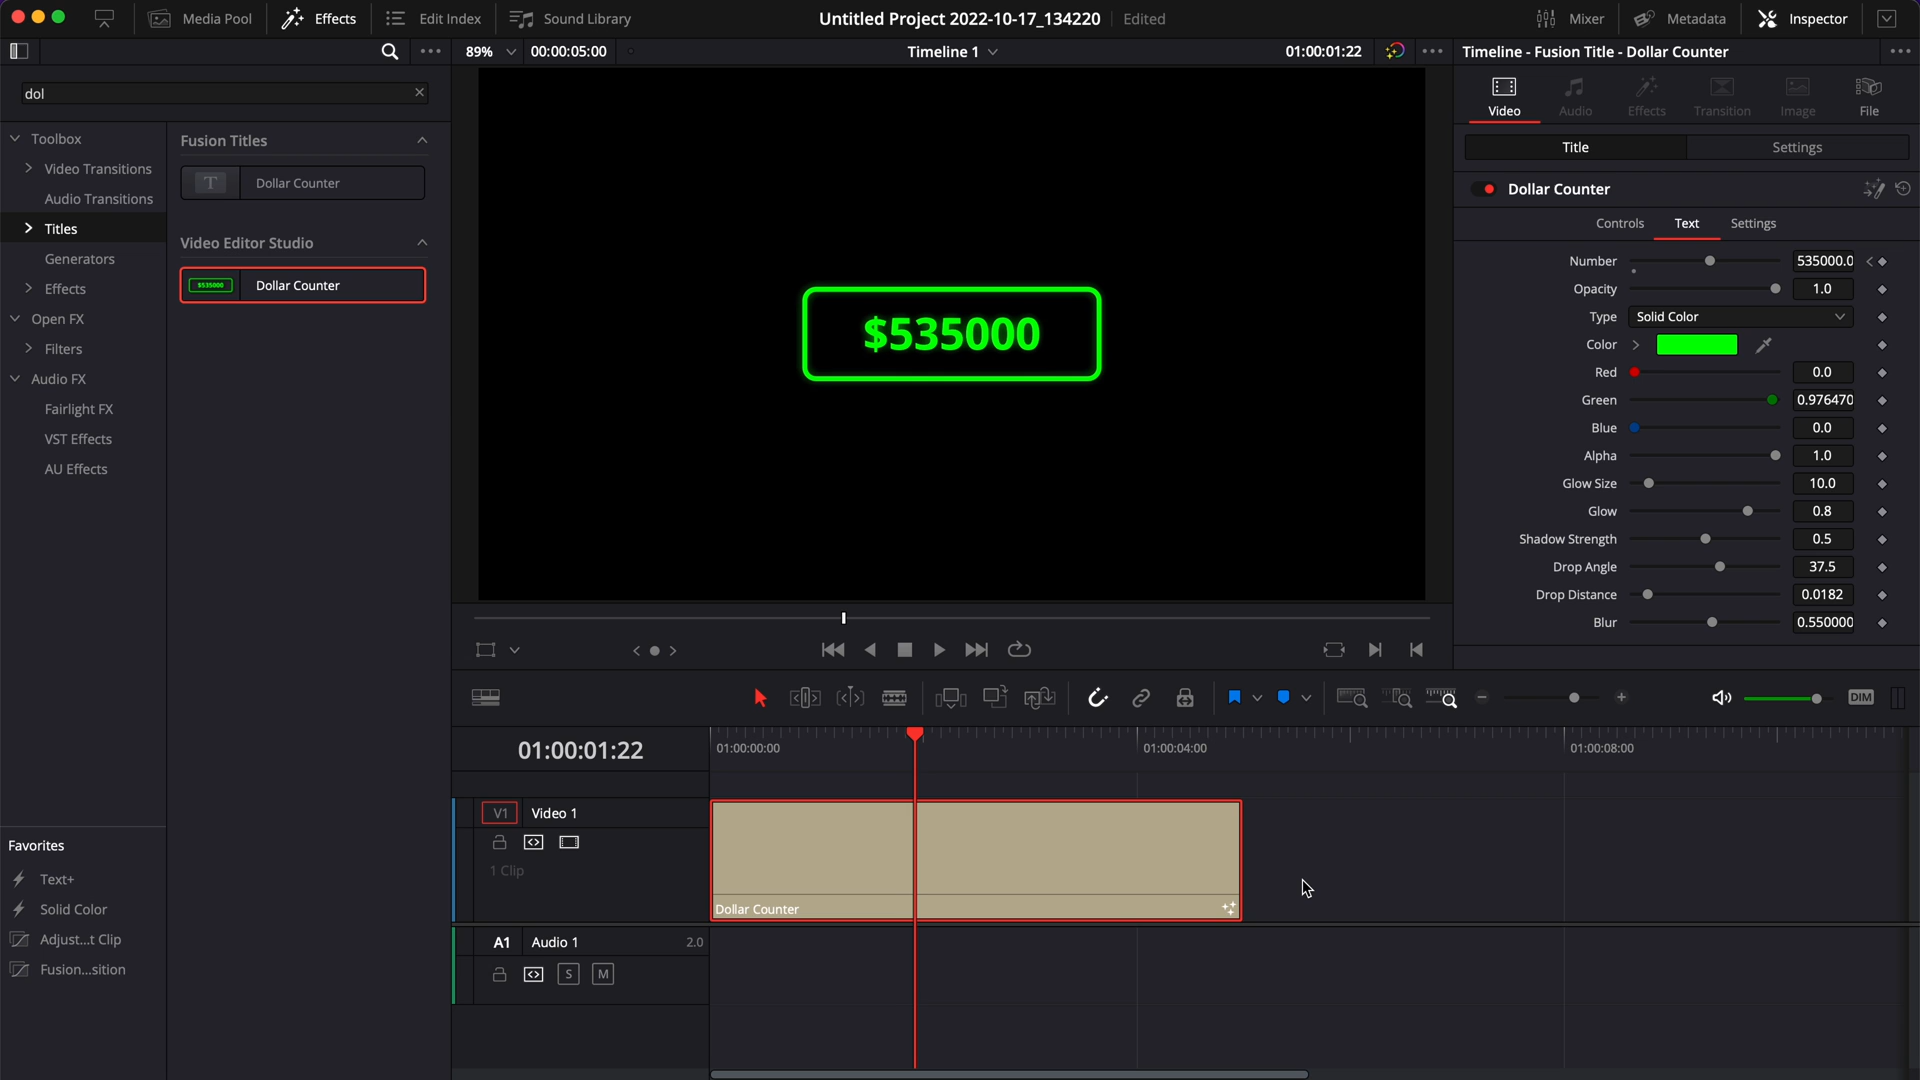 Media Pool
Effects
Edit Index
Sound Library
Untitled Project 2022-10-17_134220
Edited
Mixer
Metadata
Inspector
89%
00:00:05:00
Timeline 1
01:00:01:22
Timeline - Fusion Title - Dollar Counter
dol
Toolbox
Video Transitions
Audio Transitions
Titles
Generators
Effects
Open FX
Filters
Audio FX
Fairlight FX
VST Effects
AU Effects
Favorites
Text+
Solid Color
Adjust...t Clip
Fusion...sition
Fusion Titles
T
Dollar Counter
Video Editor Studio
$535000
Dollar Counter
$535000
Video
Audio
Effects
Transition
Image
File
Title
Settings
Dollar Counter
Controls
Text
Settings
Number 535000.0
Opacity 1.0
Type Solid Color
Color
Red 0.0
Green 0.976470
Blue 0.0
Alpha 1.0
Glow Size 10.0
Glow 0.8
Shadow Strength 0.5
Drop Angle 37.5
Drop Distance 0.0182
Blur 0.550000
DIM
01:00:01:22
01:00:00:00
01:00:04:00
01:00:08:00
V1
Video 1
1 Clip
Dollar Counter
A1
Audio 1
2.0
S
M